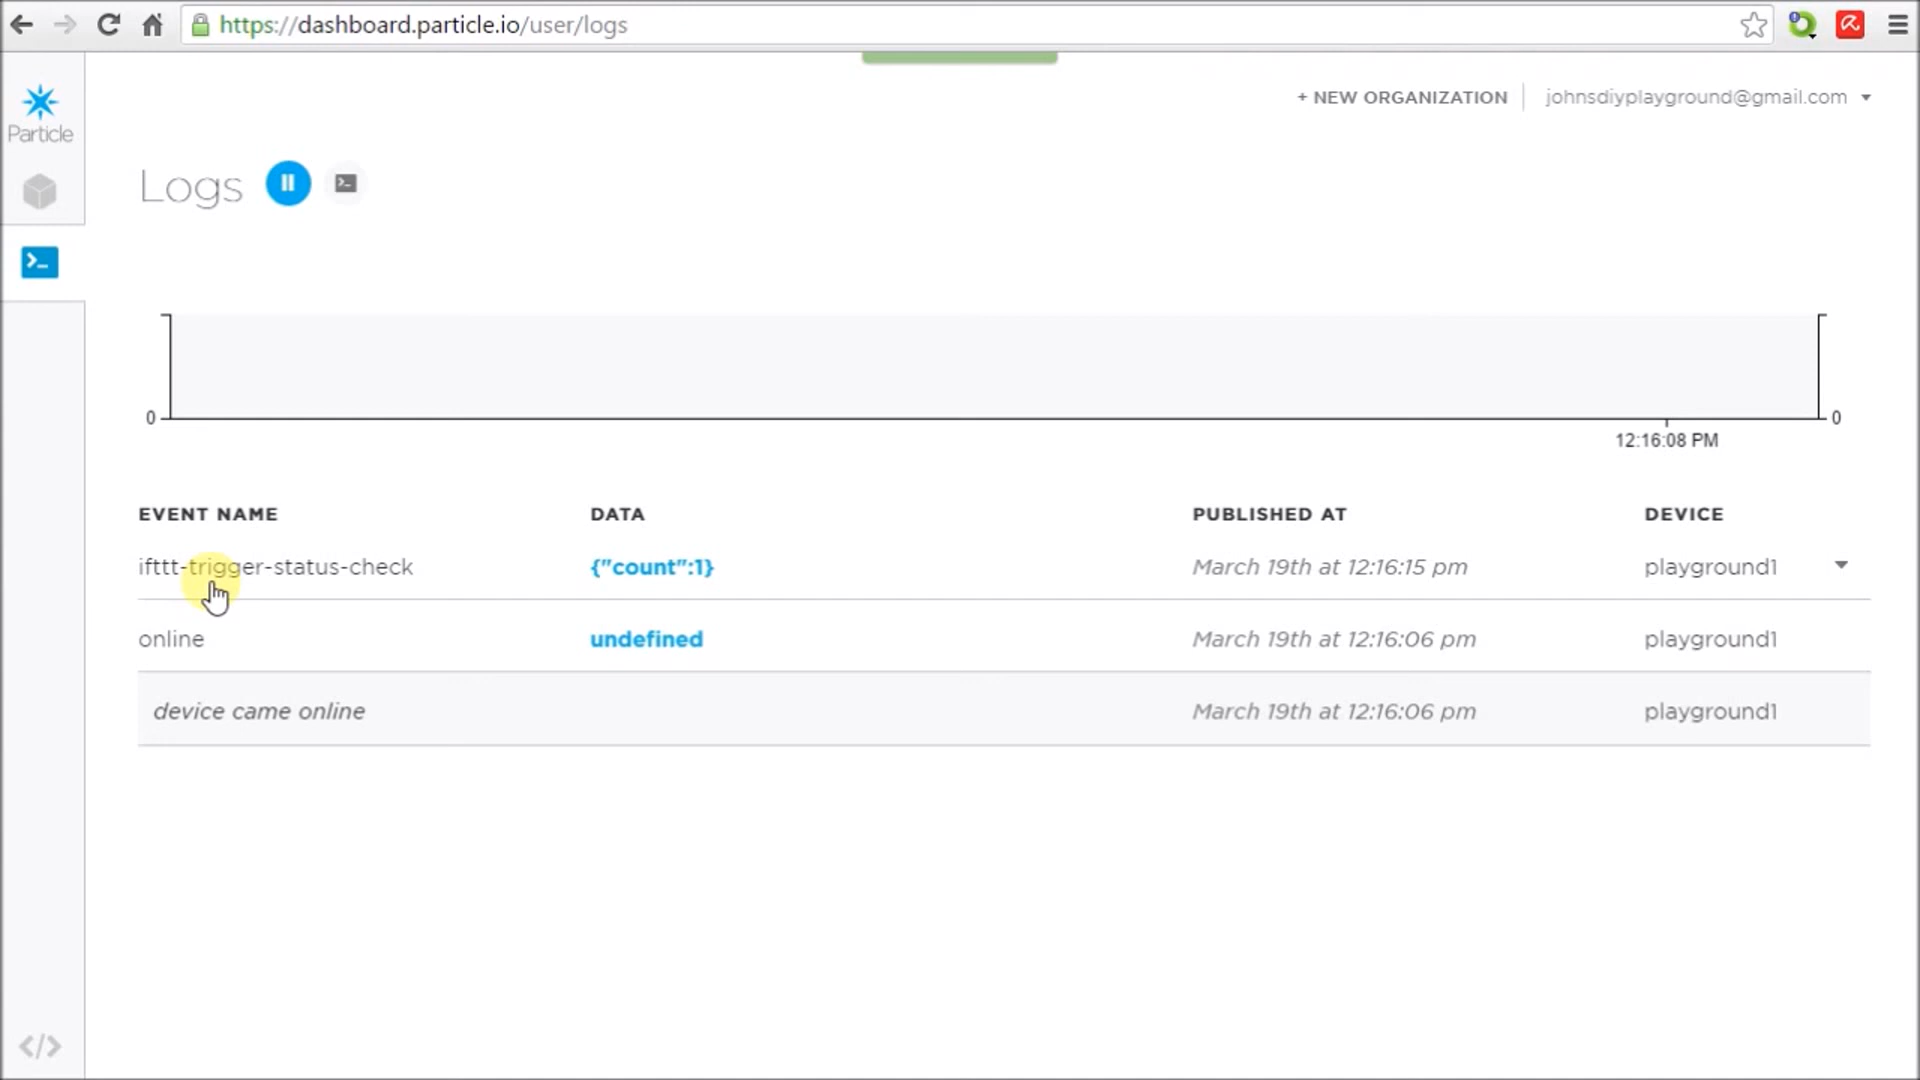 https://dashboard.particle.io/user/logs
Particle
+ NEW ORGANIZATION
johnsdiyplayground@gmail.com
Logs
0
0
12:16:08 PM
EVENT NAME DATA PUBLISHED AT DEVICE
ifttt-trigger-status-check {"count":1} March 19th at 12:16:15 pm playground1
online undefined March 19th at 12:16:06 pm playground1
device came online March 19th at 12:16:06 pm playground1